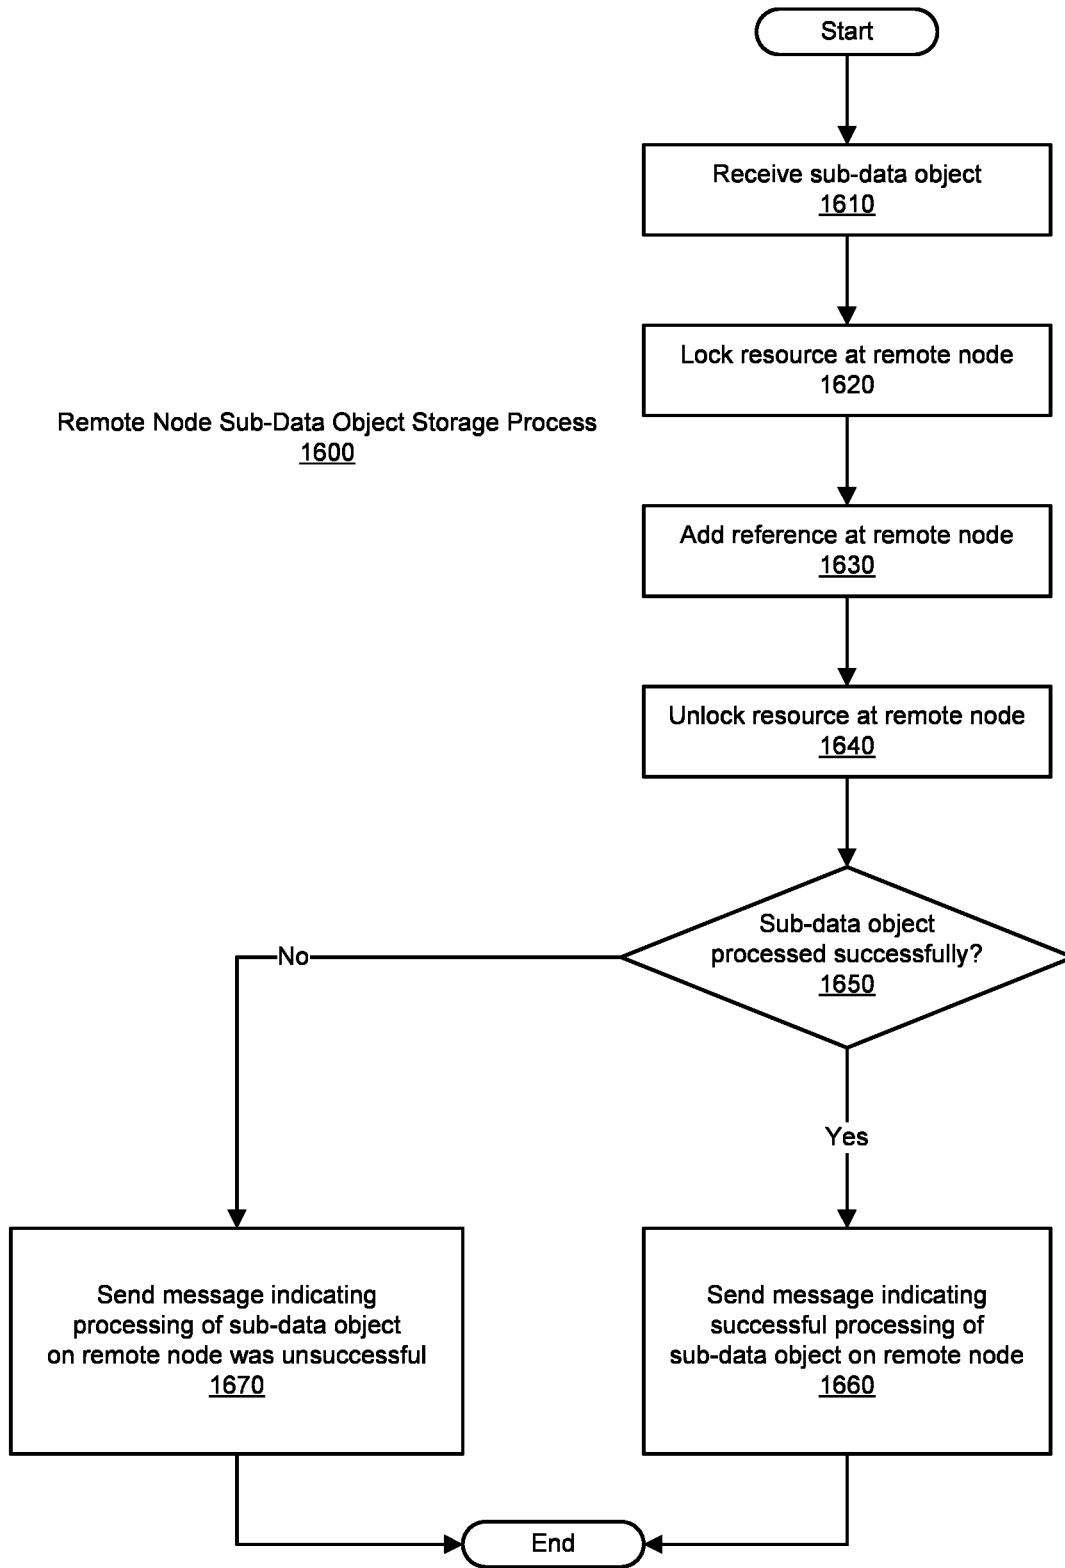 Start
Receive sub-data object
1610
Lock resource at remote node
1620
Remote Node Sub-Data Object Storage Process
1600
Add reference at remote node
1630
Unlock resource at remote node
1640
Sub-data object
processed successfully?
1650
No
Yes
Send message indicating
processing of sub-data object
on remote node was unsuccessful
1670
Send message indicating
successful processing of
sub-data object on remote node
1660
End